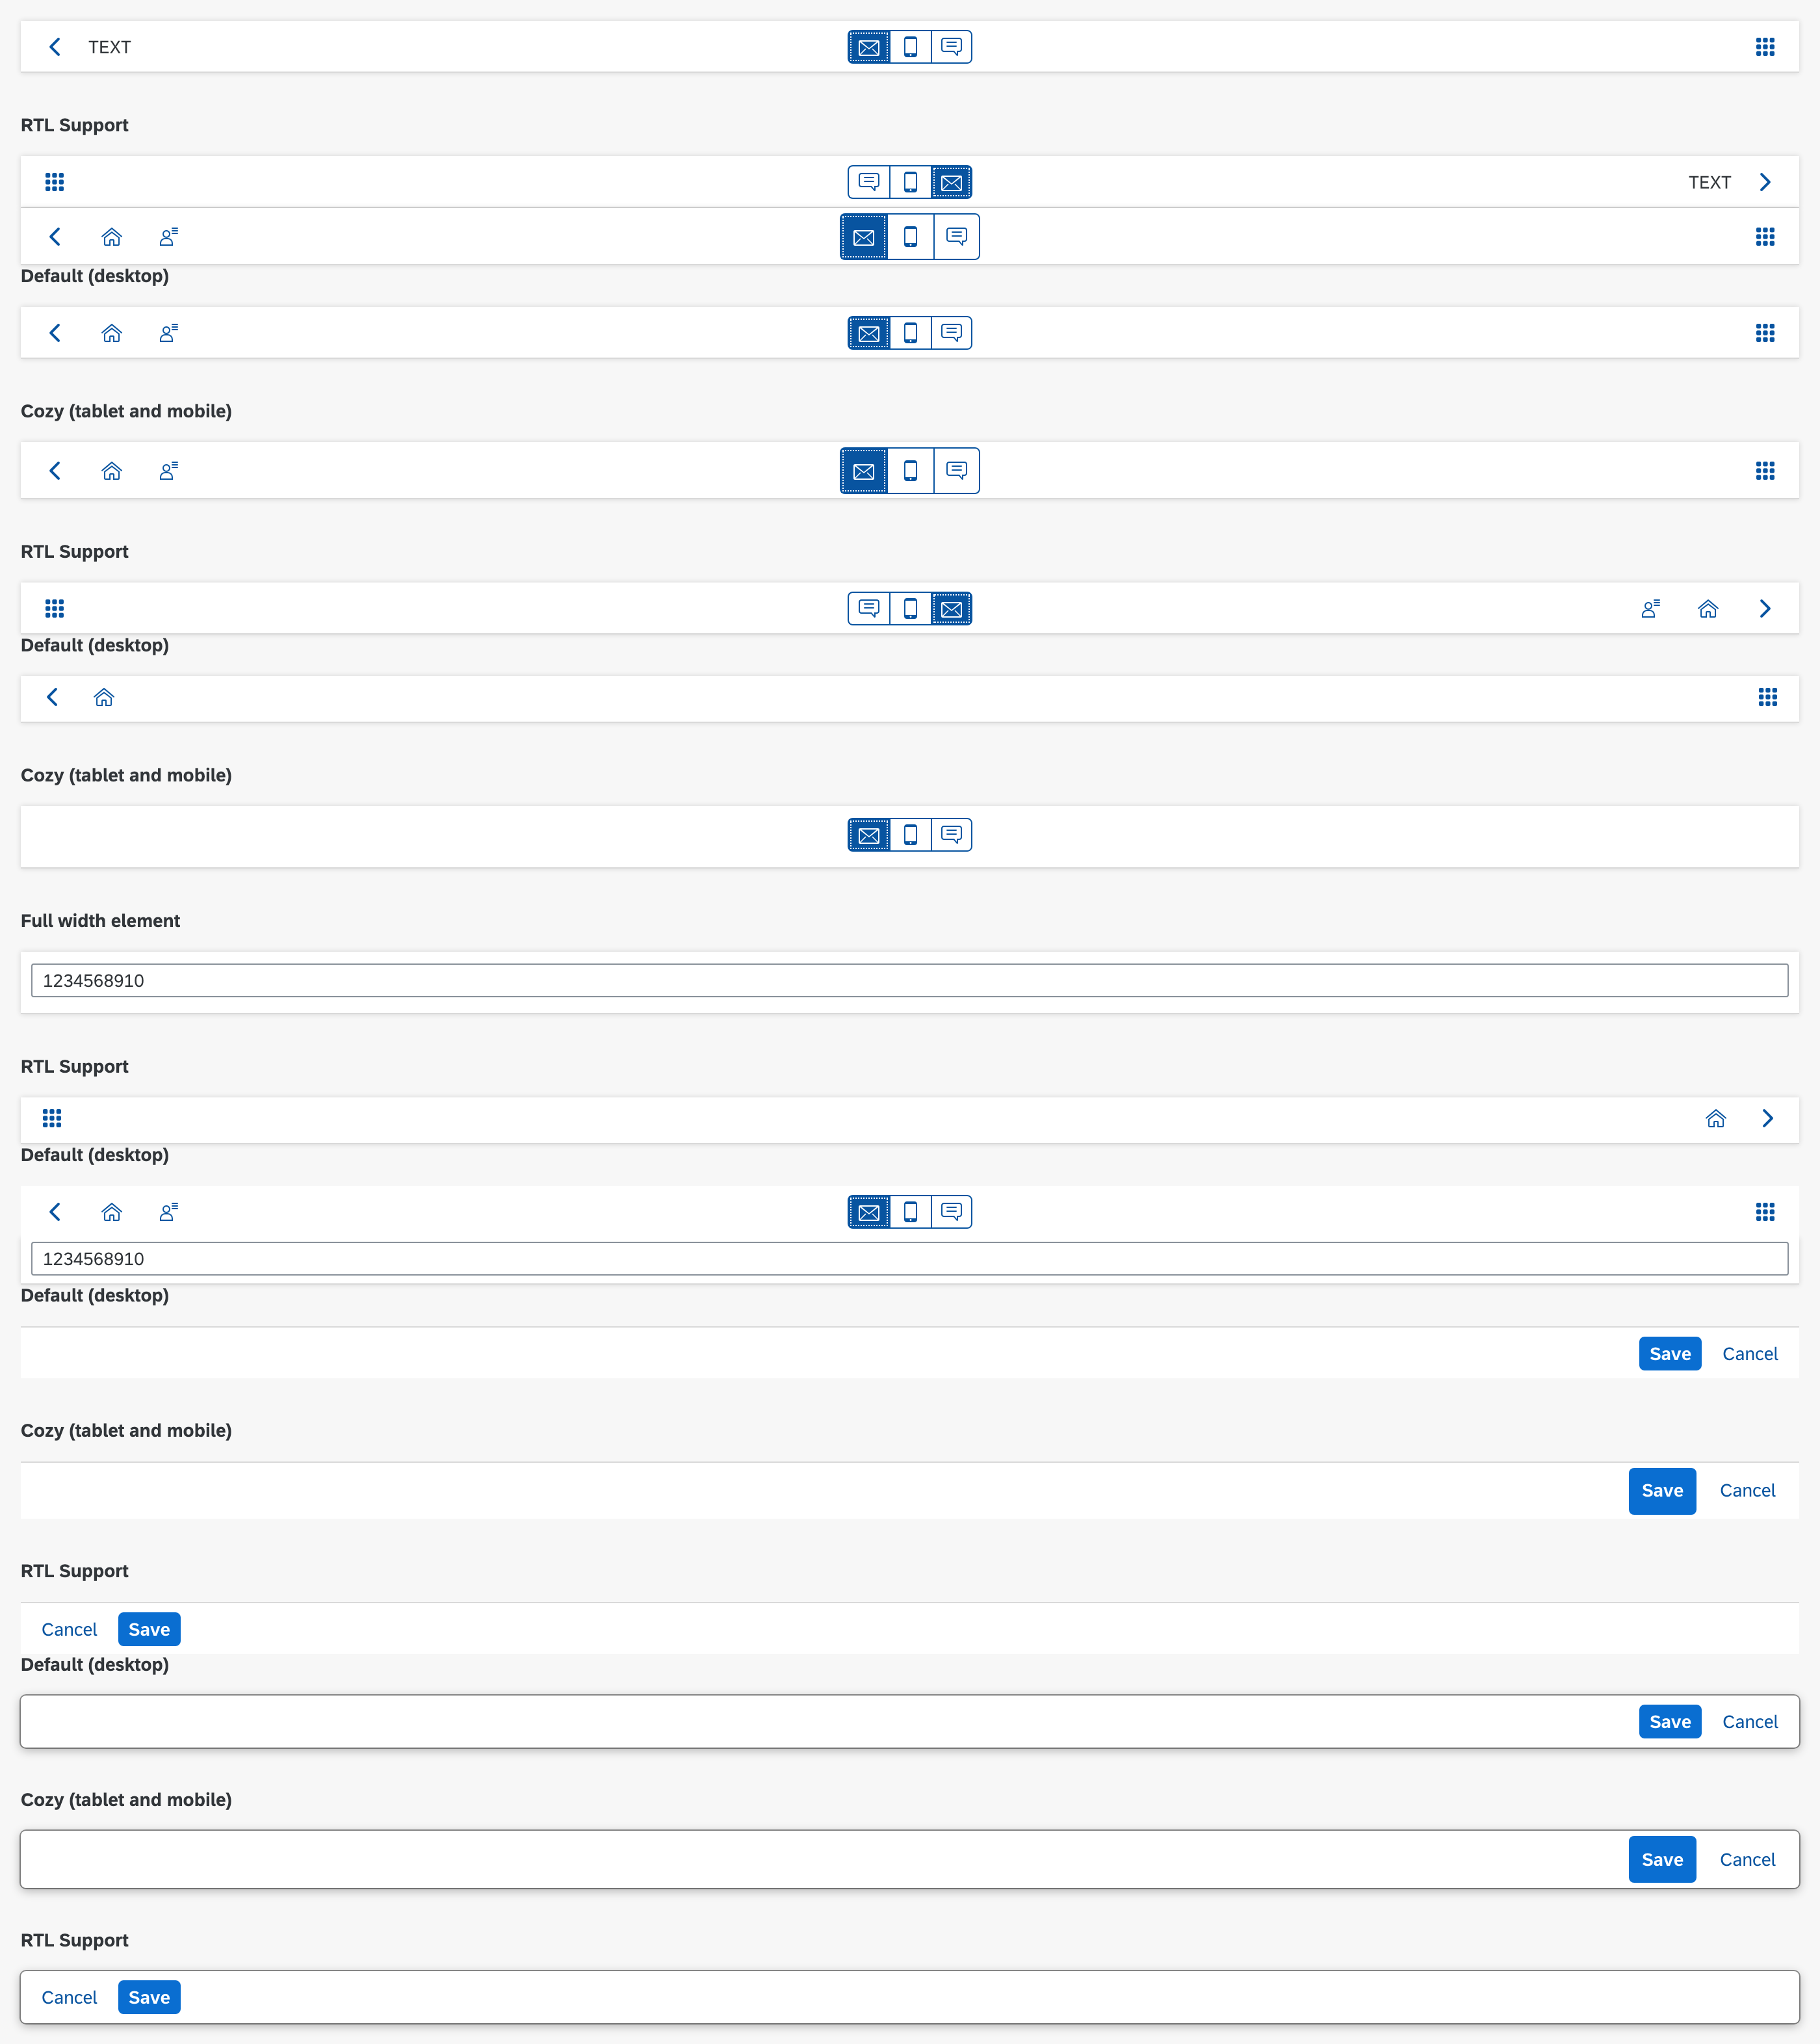 TEXT
RTL Support
TEXT
Default (desktop)
Cozy (tablet and mobile)
RTL Support
Default (desktop)
Cozy (tablet and mobile)
Full width element
1234568910
RTL Support
Default (desktop)
1234568910
Default (desktop)
Save Cancel
Cozy (tablet and mobile)
Save Cancel
RTL Support
Cancel Save
Default (desktop)
Save Cancel
Cozy (tablet and mobile)
Save Cancel
RTL Support
Cancel Save